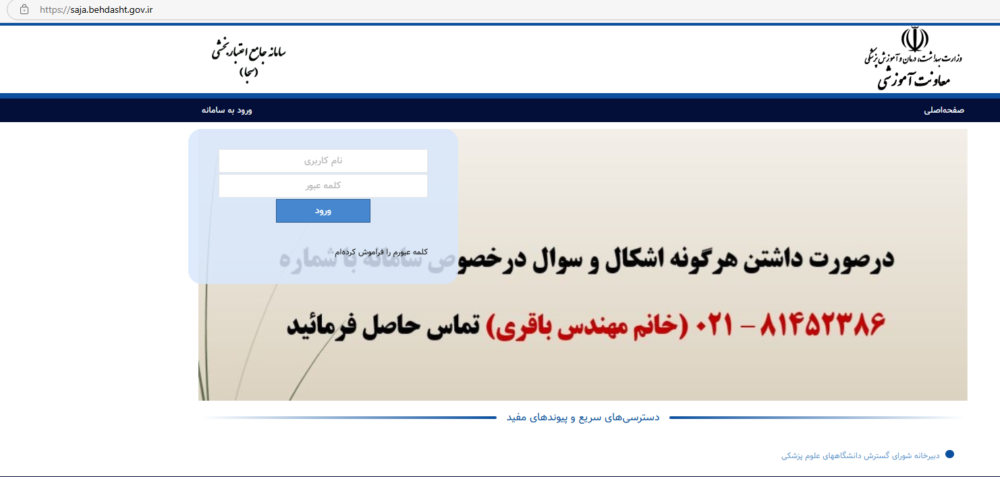 https://saja.behdasht.gov.ir
وزارت بهداشت، درمان و آموزش پزشکی
معاونت آموزشی
سامانه جامع اعتباربخشی
(سجا)
صفحه‌اصلی
ورود به سامانه
نام کاربری
کلمه عبور
ورود
کلمه عبورم را فراموش کرده‌ام
درصورت داشتن هرگونه اشکال و سوال درخصوص سامانه با شماره
۸۱۴۵۲۳۸۶ – ۰۲۱ (خانم مهندس باقری) تماس حاصل فرمائید
دسترسی‌های سریع و پیوندهای مفید
دبیرخانه شورای گسترش دانشگاههای علوم پزشکی